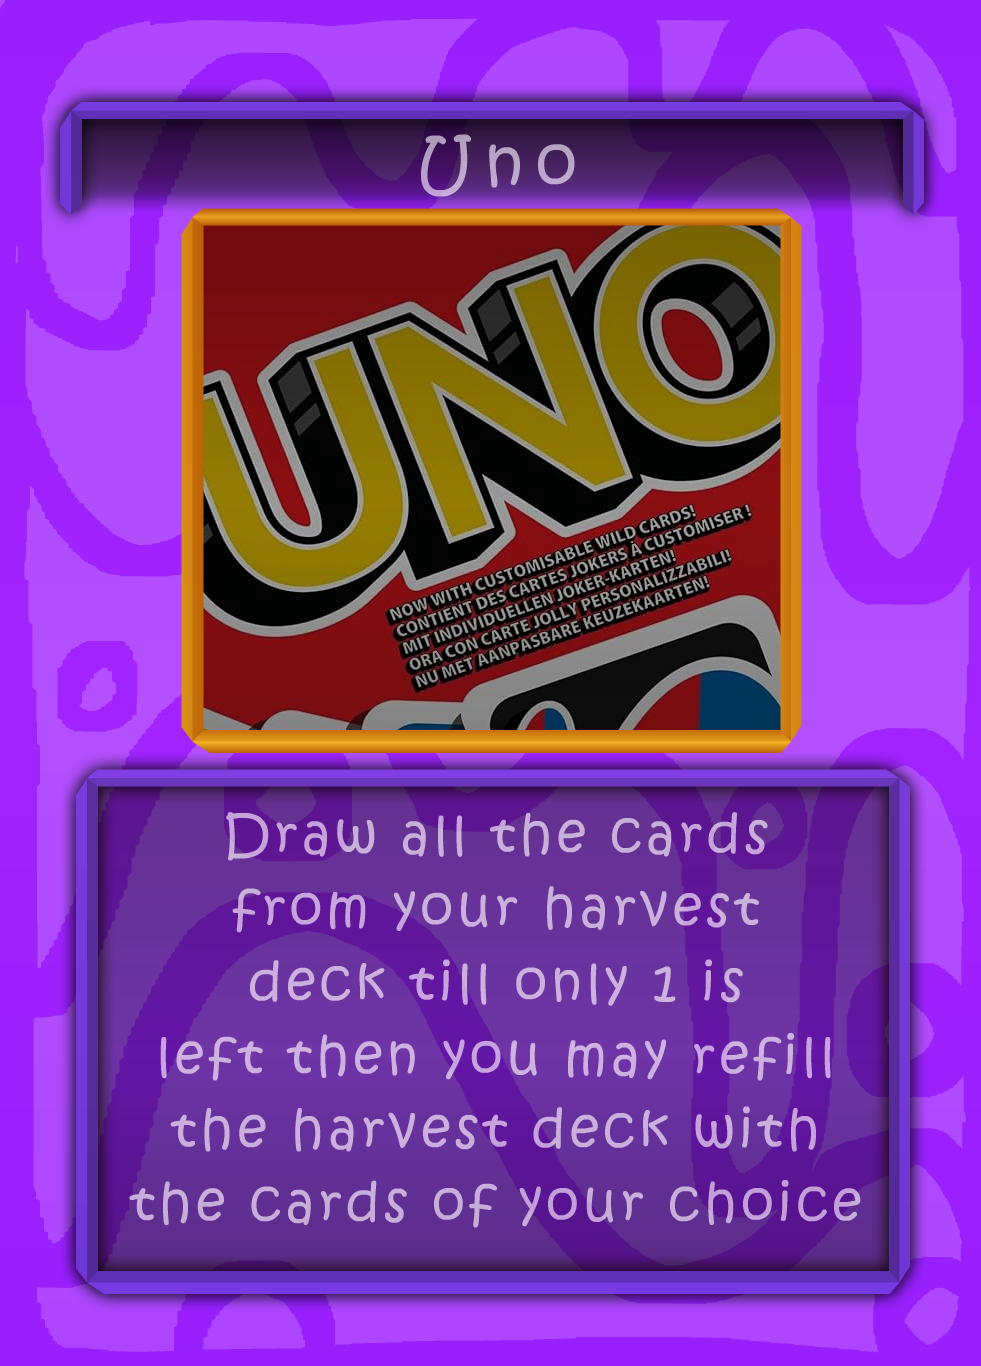 Uno
UNO
NOW WITH CUSTOMISABLE WILD CARDS!
CONTIENT DES CARTES JOKERS À CUSTOMISER !
MIT INDIVIDUELLEN JOKER-KARTEN!
ORA CON CARTE JOLLY PERSONALIZZABILI!
NU MET AANPASBARE KEUZEKAARTEN!
Draw all the cards
from your harvest
deck till only 1 is
left then you may refill
the harvest deck with
the cards of your choice